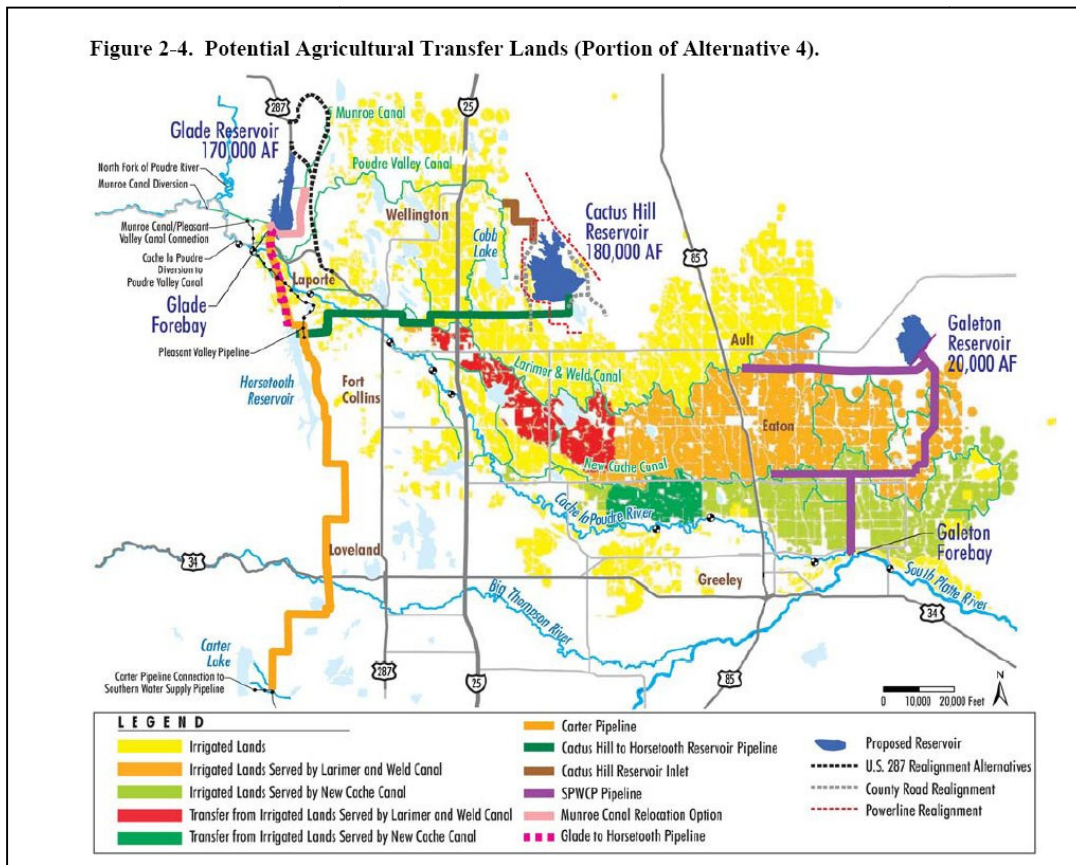 Figure 2-4. Potential Agricultural Transfer Lands (Portion of Alternative 4).
287
25
Munroe Canal
Glade Reservoir
170,000 AF
North Fork of Poudre River
Munroe Canal Diversion
Poudre Valley Canal
Munroe Canal/Pleasant
Valley Canal Connection
Cache la Poudre
Diversion to
Poudre Valley Canal
Wellington
Cobb
Lake
Cactus Hill
Reservoir
180,000 AF
85
Laporte
Glade
Forebay
Pleasant Valley Pipeline
Galeton
Reservoir
20,000 AF
Ault
Horsetooth
Reservoir
Fort
Collins
Larimer & Weld Canal
Eaton
New Cache Canal
Cache la Poudre River
Galeton
Forebay
34
Loveland
Greeley
South Platte River
Big Thompson River
34
Carter
Lake
Carter Pipeline Connection to
Southern Water Supply Pipeline
287
25
85
N
0 10,000 20,000 Feet
LEGEND
Irrigated Lands
Irrigated Lands Served by Larimer and Weld Canal
Irrigated Lands Served by New Cache Canal
Transfer from Irrigated Lands Served by Larimer and Weld Canal
Transfer from Irrigated Lands Served by New Cache Canal
Carter Pipeline
Cactus Hill to Horsetooth Reservoir Pipeline
Cactus Hill Reservoir Inlet
SPWCP Pipeline
Munroe Canal Relocation Option
Glade to Horsetooth Pipeline
Proposed Reservoir
U.S. 287 Realignment Alternatives
County Road Realignment
Powerline Realignment